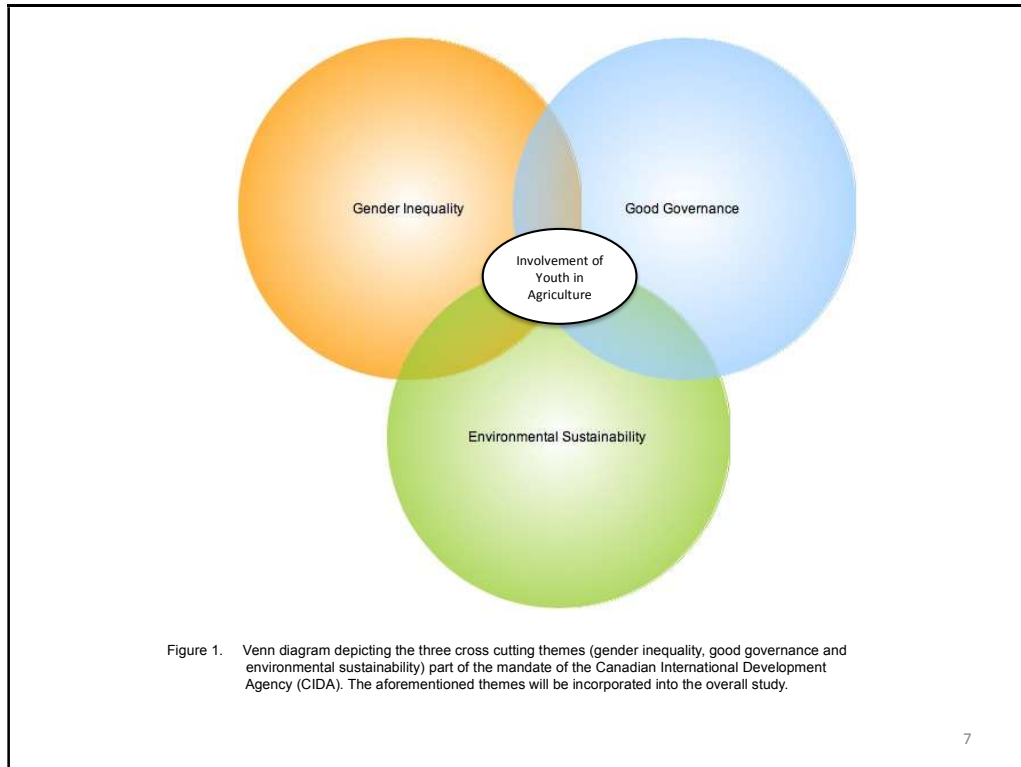 Gender Inequality
Good Governance
Involvement of
Youth in
Agriculture
Environmental Sustainability
Figure 1. Venn diagram depicting the three cross cutting themes (gender inequality, good governance and
environmental sustainability) part of the mandate of the Canadian International Development
Agency (CIDA). The aforementioned themes will be incorporated into the overall study.
7